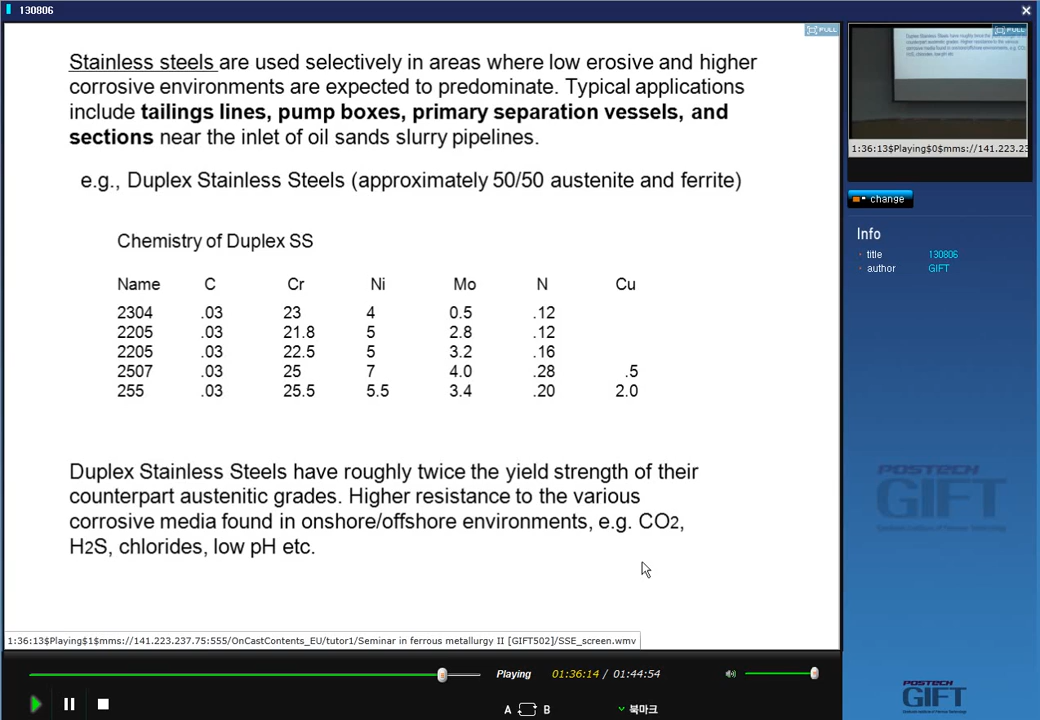 130806
FULL
Stainless steels are used selectively in areas where low erosive and higher
corrosive environments are expected to predominate. Typical applications
include tailings lines, pump boxes, primary separation vessels, and
sections near the inlet of oil sands slurry pipelines.
e.g., Duplex Stainless Steels (approximately 50/50 austenite and ferrite)
Chemistry of Duplex SS
Name C Cr Ni Mo N Cu
2304 .03 23 4 0.5 .12
2205 .03 21.8 5 2.8 .12
2205 .03 22.5 5 3.2 .16
2507 .03 25 7 4.0 .28 .5
255 .03 25.5 5.5 3.4 .20 2.0
Duplex Stainless Steels have roughly twice the yield strength of their
counterpart austenitic grades. Higher resistance to the various
corrosive media found in onshore/offshore environments, e.g. CO2,
H2S, chlorides, low pH etc.
1:36:13$Playing$1$mms://141.223.237.75:555/OnCastContents_EU/tutor1/Seminar in ferrous metallurgy II [GIFT502]/SSE_screen.wmv
Playing 01:36:14 / 01:44:54
A B 북마크
FULL
1:36:13$Playing$0$mms://141.223.23
change
Info
title 130806
author GIFT
POSTECH
GIFT
POSTECH
GIFT